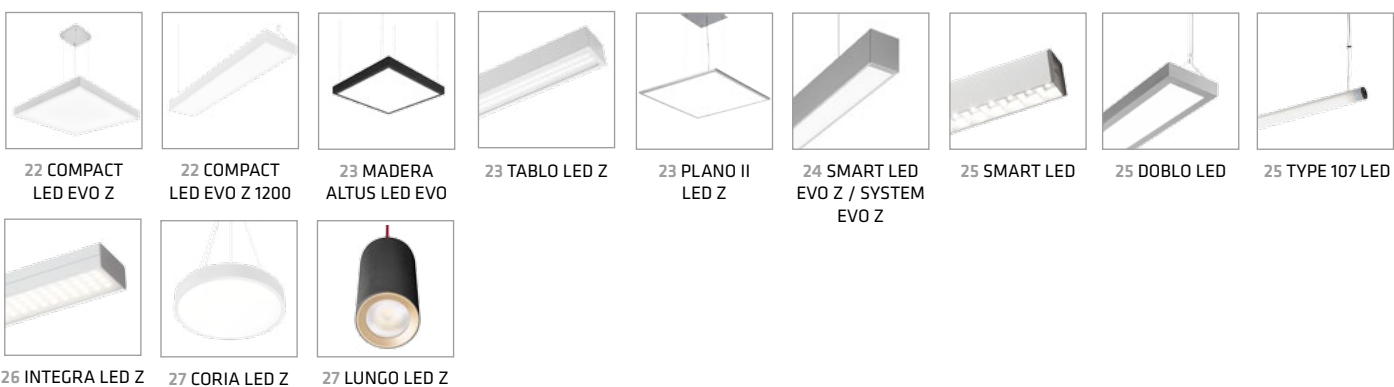 22 COMPACT
LED EVO Z
22 COMPACT
LED EVO Z 1200
23 MADERA
ALTUS LED EVO
23 TABLO LED Z
23 PLANO II
LED Z
24 SMART LED
EVO Z / SYSTEM
EVO Z
25 SMART LED
25 DOBLO LED
25 TYPE 107 LED
26 INTEGRA LED Z
27 CORIA LED Z
27 LUNGO LED Z